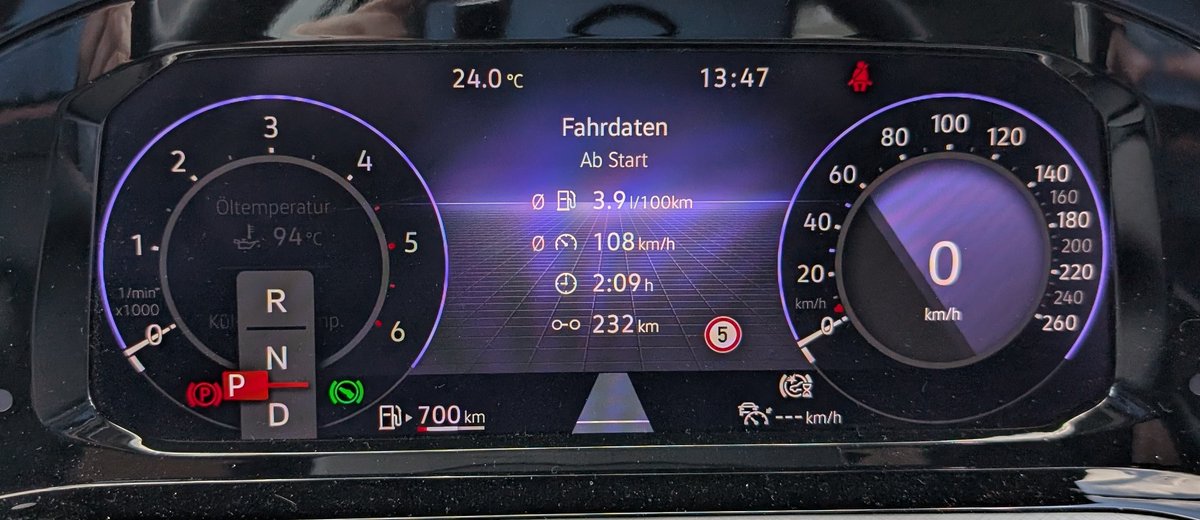 24.0 °C
13:47
Fahrdaten
Ab Start
Ø 3.9 l/100km
Ø 108 km/h
2:09 h
232 km
5
0
1
2
3
4
5
6
1/min
x1000
Öltemperatur
94 °C
R
N
P
D
P
700 km
0
20
40
60
80
100
120
140
160
180
200
220
240
260
km/h
0
km/h
--- km/h